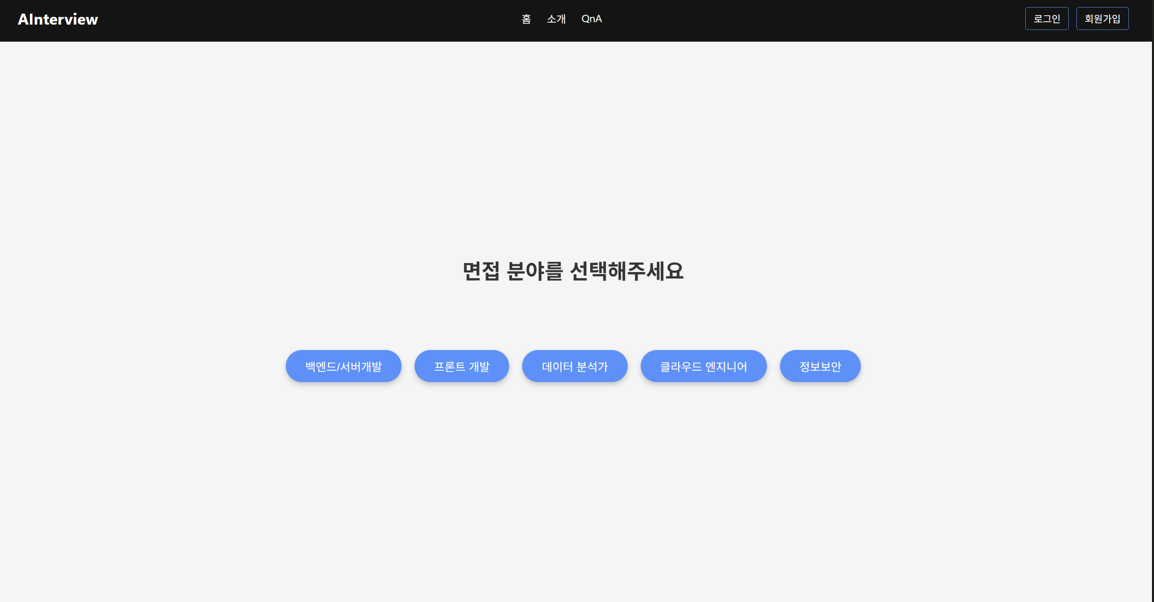 AInterview
홈 소개 QnA
로그인 회원가입
면접 분야를 선택해주세요
백엔드/서버개발 프론트 개발 데이터 분석가 클라우드 엔지니어 정보보안